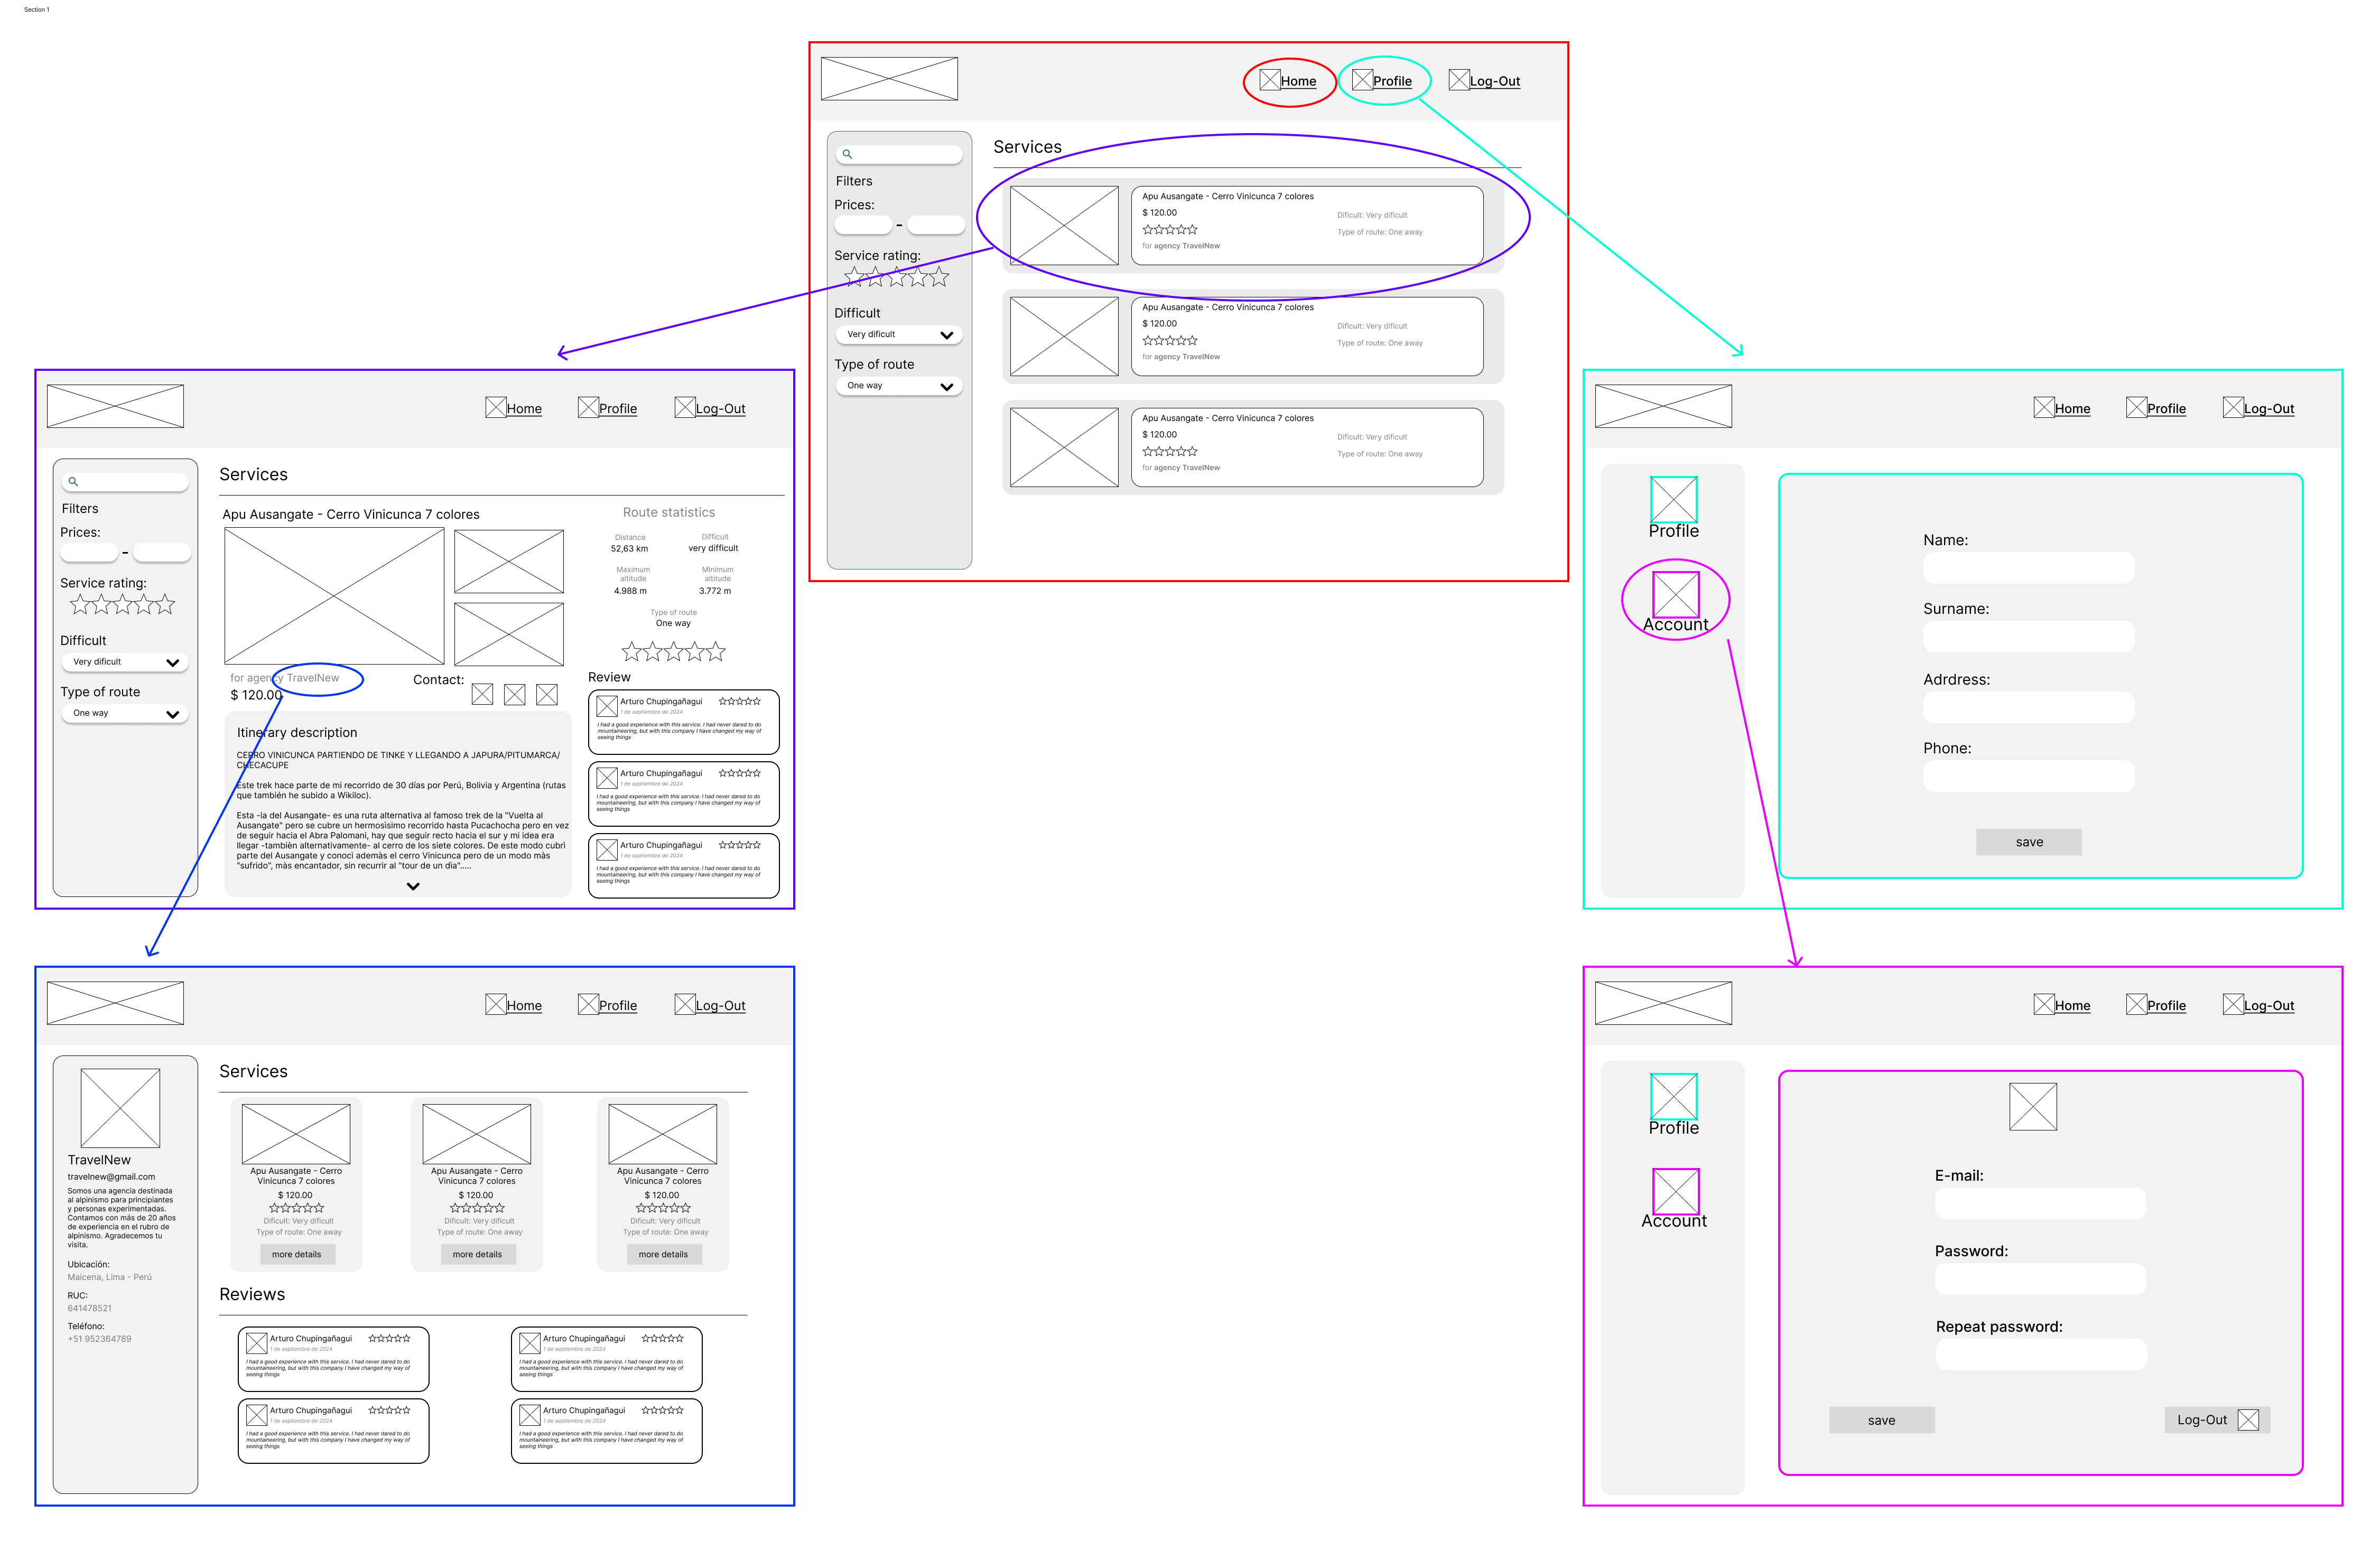 Section 1
Home
Profile
Log-Out
Filters
Prices:
-
Service rating:
Difficult
Very dificult
Type of route
One way
Services
Apu Ausangate - Cerro Vinicunca 7 colores
$ 120.00
for agency TravelNew
Dificult: Very dificult
Type of route: One away
Apu Ausangate - Cerro Vinicunca 7 colores
$ 120.00
for agency TravelNew
Dificult: Very dificult
Type of route: One away
Apu Ausangate - Cerro Vinicunca 7 colores
$ 120.00
for agency TravelNew
Dificult: Very dificult
Type of route: One away
Home
Profile
Log-Out
Filters
Prices:
-
Service rating:
Difficult
Very dificult
Type of route
One way
Services
Apu Ausangate - Cerro Vinicunca 7 colores
for agency TravelNew
$ 120.00
Contact:
Itinerary description
CERRO VINICUNCA PARTIENDO DE TINKE Y LLEGANDO A JAPURA/PITUMARCA/
CHECACUPE
Este trek hace parte de mi recorrido de 30 días por Perú, Bolivia y Argentina (rutas
que también he subido a Wikiloc).
Esta -la del Ausangate- es una ruta alternativa al famoso trek de la "Vuelta al
Ausangate" pero se cubre un hermosìsimo recorrido hasta Pucachocha pero en vez
de seguir hacia el Abra Palomani, hay que seguir recto hacia el sur y mi idea era
llegar -tambièn alternativamente- al cerro de los siete colores. De este modo cubrì
parte del Ausangate y conocì ademàs el cerro Vinicunca pero de un modo màs
"sufrido", màs encantador, sin recurrir al "tour de un dìa".....
Route statistics
Distance
52,63 km
Difficult
very difficult
Maximum
altitude
4.988 m
Minimum
altitude
3.772 m
Type of route
One way
Review
Arturo Chupingañagui
1 de septiembre de 2024
I had a good experience with this service. I had never dared to do
mountaineering, but with this company I have changed my way of
seeing things
Arturo Chupingañagui
1 de septiembre de 2024
I had a good experience with this service. I had never dared to do
mountaineering, but with this company I have changed my way of
seeing things
Arturo Chupingañagui
1 de septiembre de 2024
I had a good experience with this service. I had never dared to do
mountaineering, but with this company I have changed my way of
seeing things
Home
Profile
Log-Out
Profile
Account
Name:
Surname:
Adrdress:
Phone:
save
Home
Profile
Log-Out
TravelNew
travelnew@gmail.com
Somos una agencia destinada
al alpinismo para principiantes
y personas experimentadas.
Contamos con más de 20 años
de experiencia en el rubro de
alpinismo. Agradecemos tu
visita.
Ubicación:
Maicena, Lima - Perú
RUC:
641478521
Teléfono:
+51 952364789
Services
Apu Ausangate - Cerro
Vinicunca 7 colores
$ 120.00
Dificult: Very dificult
Type of route: One away
more details
Apu Ausangate - Cerro
Vinicunca 7 colores
$ 120.00
Dificult: Very dificult
Type of route: One away
more details
Apu Ausangate - Cerro
Vinicunca 7 colores
$ 120.00
Dificult: Very dificult
Type of route: One away
more details
Reviews
Arturo Chupingañagui
1 de septiembre de 2024
I had a good experience with this service. I had never dared to do
mountaineering, but with this company I have changed my way of
seeing things
Arturo Chupingañagui
1 de septiembre de 2024
I had a good experience with this service. I had never dared to do
mountaineering, but with this company I have changed my way of
seeing things
Arturo Chupingañagui
1 de septiembre de 2024
I had a good experience with this service. I had never dared to do
mountaineering, but with this company I have changed my way of
seeing things
Arturo Chupingañagui
1 de septiembre de 2024
I had a good experience with this service. I had never dared to do
mountaineering, but with this company I have changed my way of
seeing things
Home
Profile
Log-Out
Profile
Account
E-mail:
Password:
Repeat password:
save
Log-Out